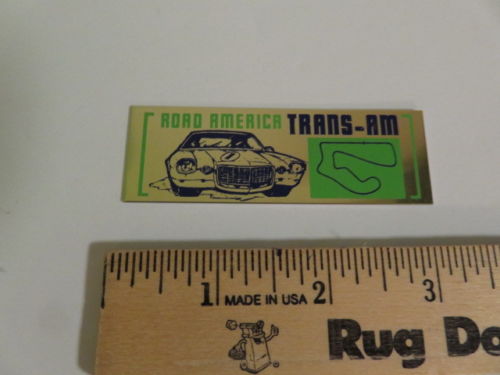 ROAD AMERICA TRANS-AM
1 MADE IN USA 2 3
Rug Do